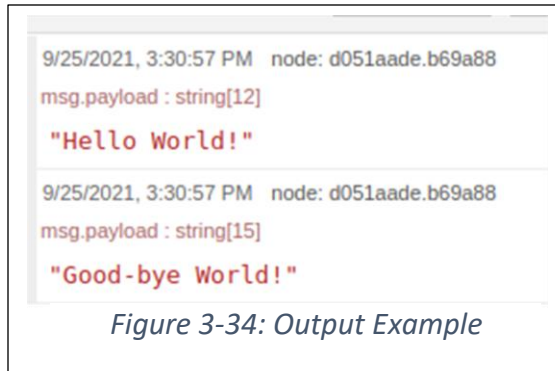 9/25/2021, 3:30:57 PM node: d051aade.b69a88
msg.payload : string[12]
"Hello World!"
9/25/2021, 3:30:57 PM node: d051aade.b69a88
msg.payload : string[15]
"Good-bye World!"
Figure 3-34: Output Example